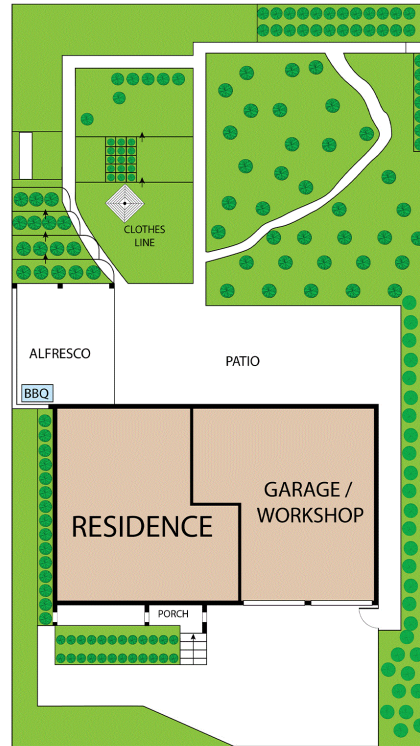 CLOTHES
LINE
ALFRESCO
PATIO
BBQ
RESIDENCE
GARAGE /
WORKSHOP
PORCH